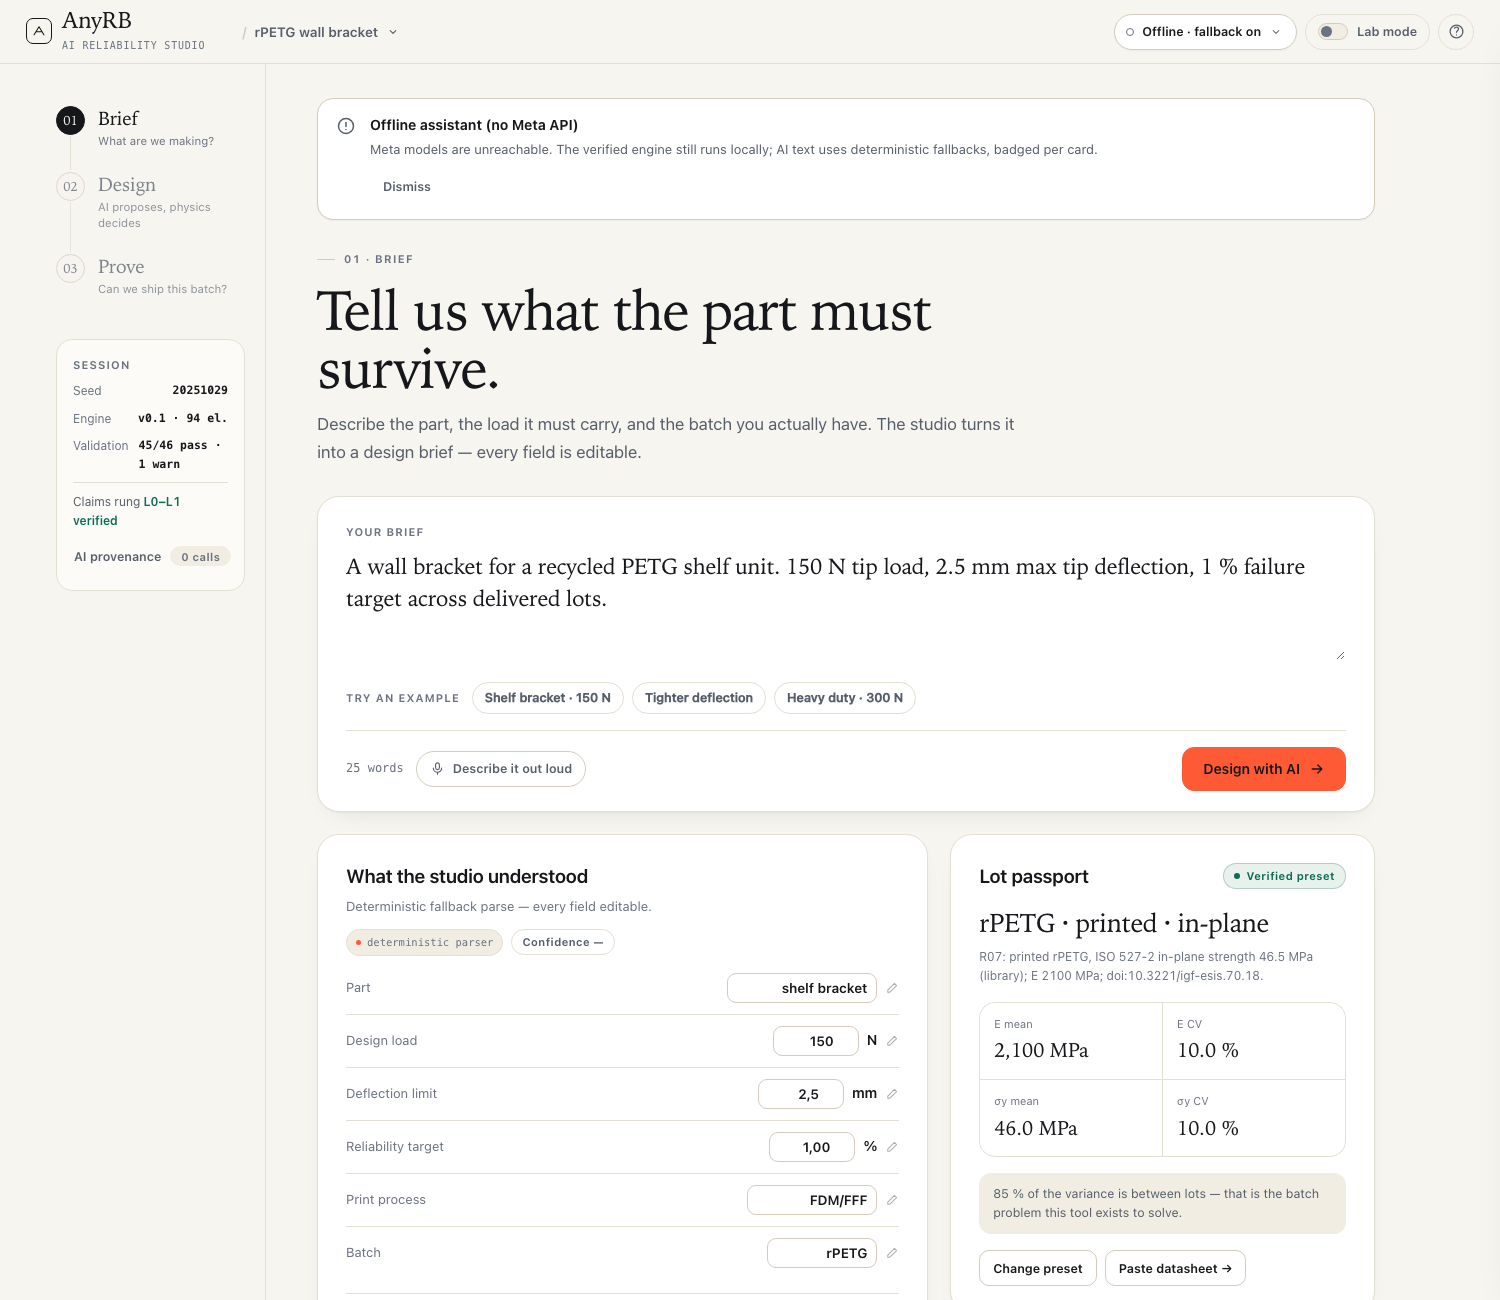 AnyRB
AI RELIABILITY STUDIO
/ rPETG wall bracket
Offline · fallback on
Lab mode
01
Brief
What are we making?
02
Design
AI proposes, physics
decides
03
Prove
Can we ship this batch?
SESSION
Seed 20251029
Engine v0.1 · 94 el.
Validation 45/46 pass ·
1 warn
Claims rung L0–L1
verified
AI provenance 0 calls
Offline assistant (no Meta API)
Meta models are unreachable. The verified engine still runs locally; AI text uses deterministic fallbacks, badged per card.
Dismiss
01 · BRIEF
Tell us what the part must
survive.
Describe the part, the load it must carry, and the batch you actually have. The studio turns it
into a design brief — every field is editable.
YOUR BRIEF
A wall bracket for a recycled PETG shelf unit. 150 N tip load, 2.5 mm max tip deflection, 1 % failure
target across delivered lots.
TRY AN EXAMPLE Shelf bracket · 150 N Tighter deflection Heavy duty · 300 N
25 words Describe it out loud Design with AI →
What the studio understood
Deterministic fallback parse — every field editable.
deterministic parser Confidence —
Part shelf bracket
Design load 150 N
Deflection limit 2,5 mm
Reliability target 1,00 %
Print process FDM/FFF
Batch rPETG
Lot passport Verified preset
rPETG · printed · in-plane
R07: printed rPETG, ISO 527-2 in-plane strength 46.5 MPa
(library); E 2100 MPa; doi:10.3221/igf-esis.70.18.
E mean E CV
2,100 MPa 10.0 %
σy mean σy CV
46.0 MPa 10.0 %
85 % of the variance is between lots — that is the batch
problem this tool exists to solve.
Change preset Paste datasheet →